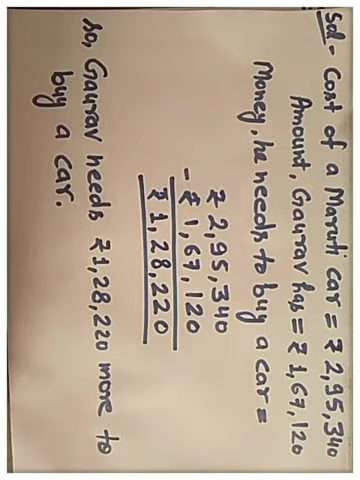 Sol - Cost of a Maruti car = ₹ 2,95,340
Amount, Gaurav has = ₹ 1,67,120
Money, he needs to buy a car =
₹ 2,95,340
- ₹ 1,67,120
₹ 1,28,220
So, Gaurav needs ₹1,28,220 more to
buy a car.